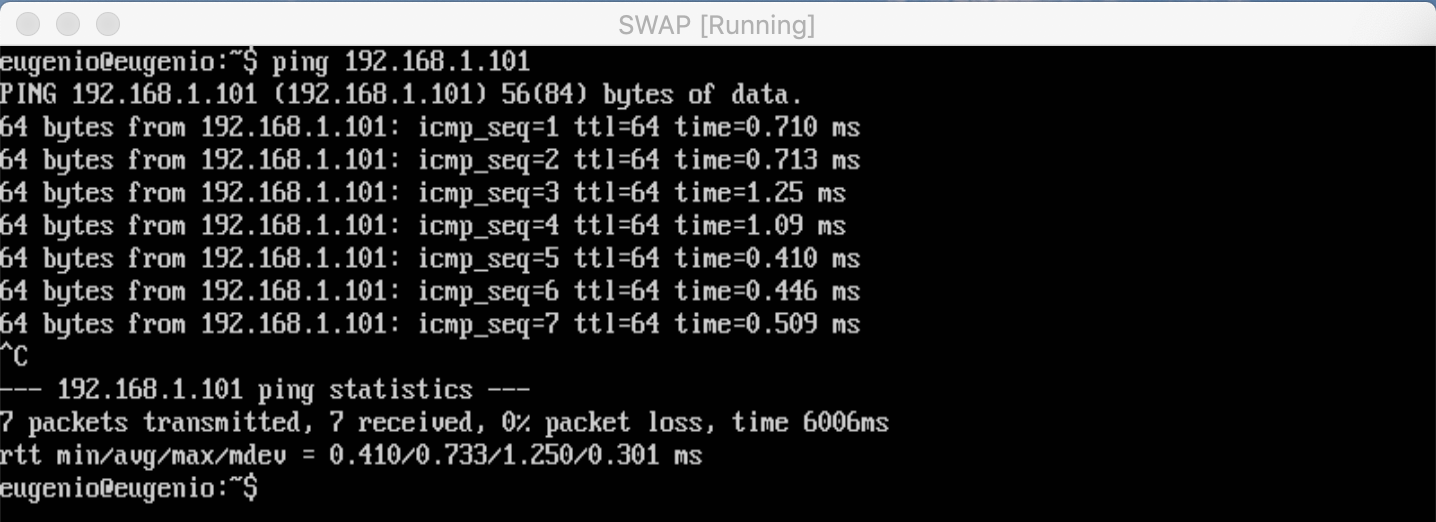 SWAP [Running]
eugenio@eugenio:~$ ping 192.168.1.101
PING 192.168.1.101 (192.168.1.101) 56(84) bytes of data.
64 bytes from 192.168.1.101: icmp_seq=1 ttl=64 time=0.710 ms
64 bytes from 192.168.1.101: icmp_seq=2 ttl=64 time=0.713 ms
64 bytes from 192.168.1.101: icmp_seq=3 ttl=64 time=1.25 ms
64 bytes from 192.168.1.101: icmp_seq=4 ttl=64 time=1.09 ms
64 bytes from 192.168.1.101: icmp_seq=5 ttl=64 time=0.410 ms
64 bytes from 192.168.1.101: icmp_seq=6 ttl=64 time=0.446 ms
64 bytes from 192.168.1.101: icmp_seq=7 ttl=64 time=0.509 ms
^C
--- 192.168.1.101 ping statistics ---
7 packets transmitted, 7 received, 0% packet loss, time 6006ms
rtt min/avg/max/mdev = 0.410/0.733/1.250/0.301 ms
eugenio@eugenio:~$